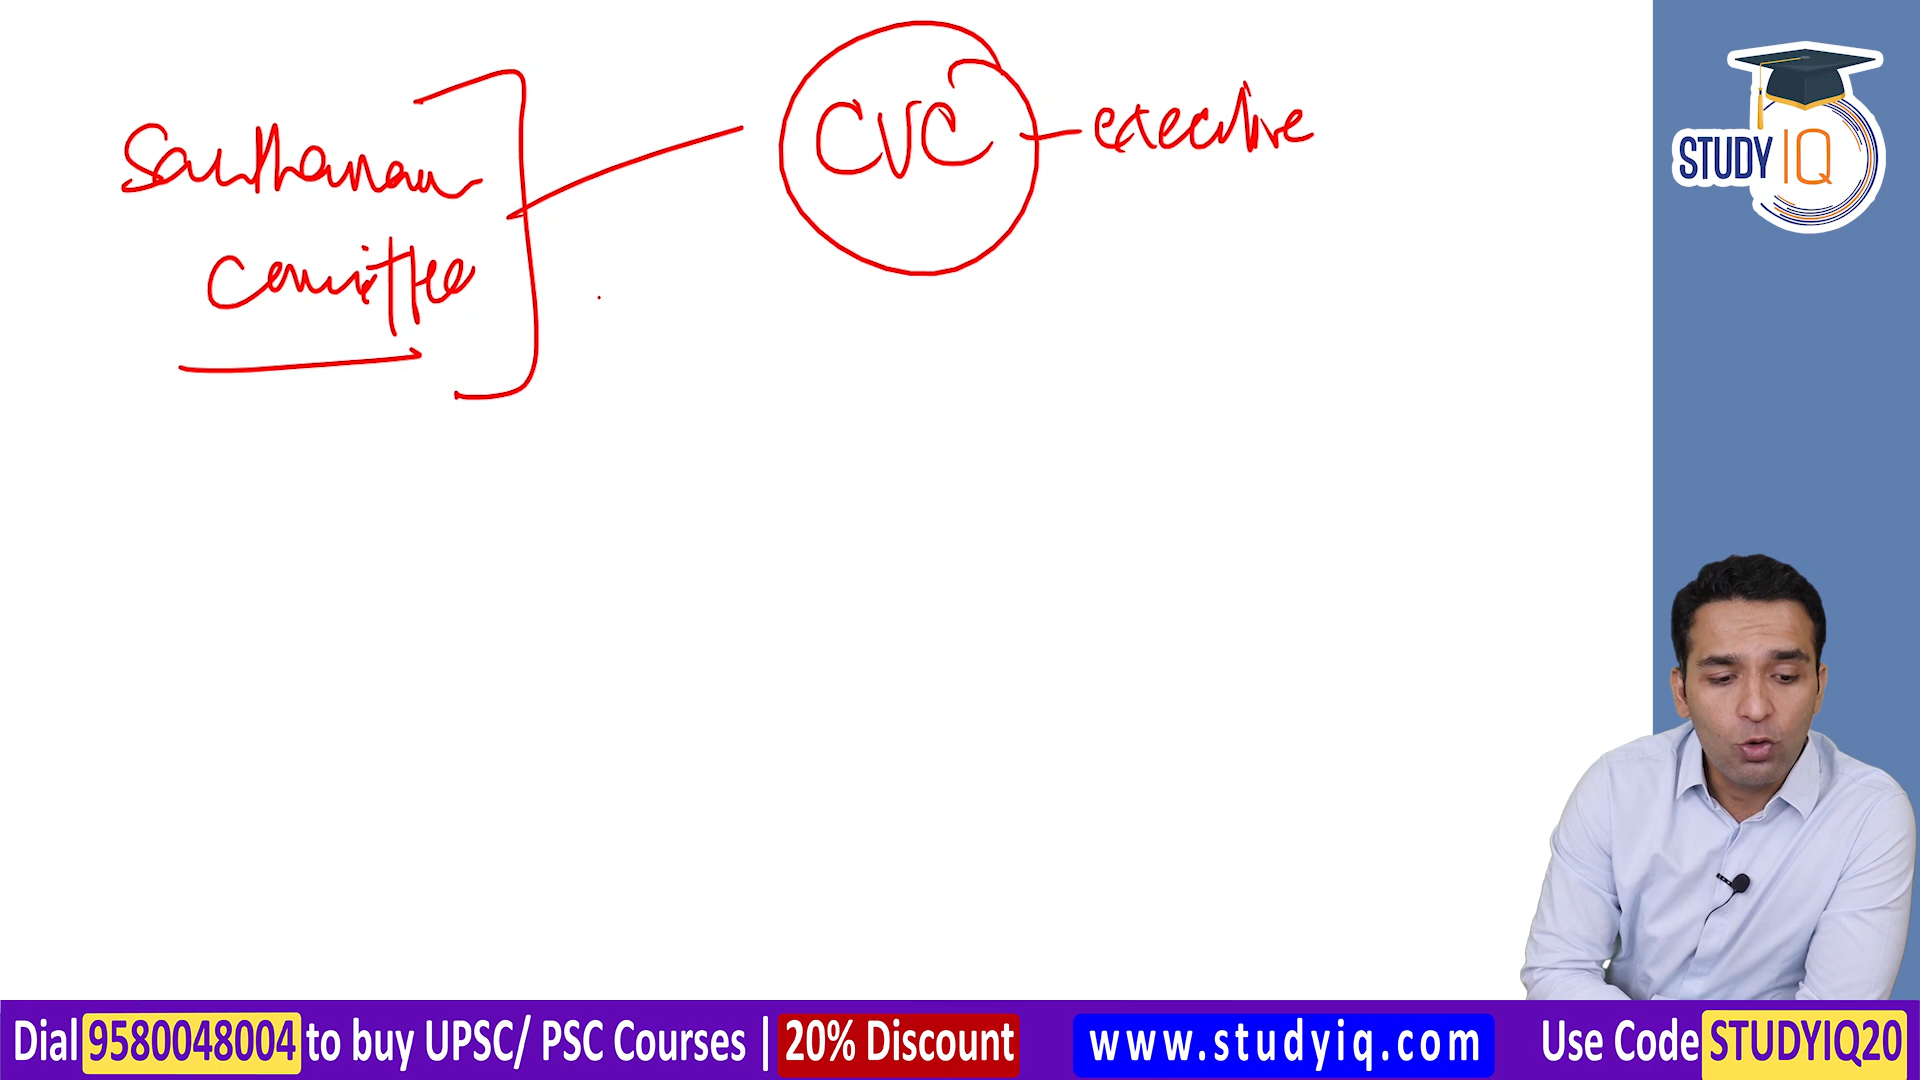 Santhanam
Committee
CVC - executive
STUDY IQ
Dial 9580048004 to buy UPSC/ PSC Courses | 20% Discount www.studyiq.com Use Code STUDYIQ20